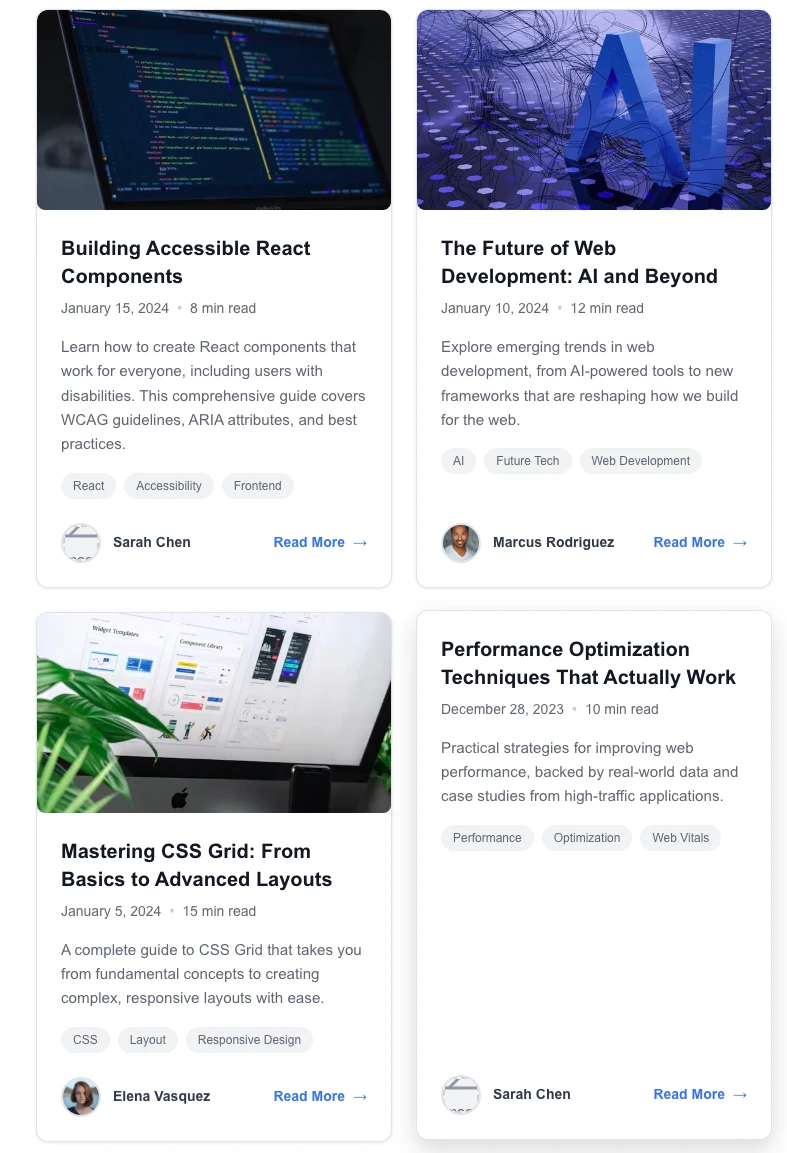 Building Accessible React
Components
January 15, 2024 • 8 min read
Learn how to create React components that
work for everyone, including users with
disabilities. This comprehensive guide covers
WCAG guidelines, ARIA attributes, and best
practices.
React Accessibility Frontend
Sarah Chen Read More →
AI
The Future of Web
Development: AI and Beyond
January 10, 2024 • 12 min read
Explore emerging trends in web
development, from AI-powered tools to new
frameworks that are reshaping how we build
for the web.
AI Future Tech Web Development
Marcus Rodriguez Read More →
Widget Templates
Component Library
Mastering CSS Grid: From
Basics to Advanced Layouts
January 5, 2024 • 15 min read
A complete guide to CSS Grid that takes you
from fundamental concepts to creating
complex, responsive layouts with ease.
CSS Layout Responsive Design
Elena Vasquez Read More →
Performance Optimization
Techniques That Actually Work
December 28, 2023 • 10 min read
Practical strategies for improving web
performance, backed by real-world data and
case studies from high-traffic applications.
Performance Optimization Web Vitals
Sarah Chen Read More →